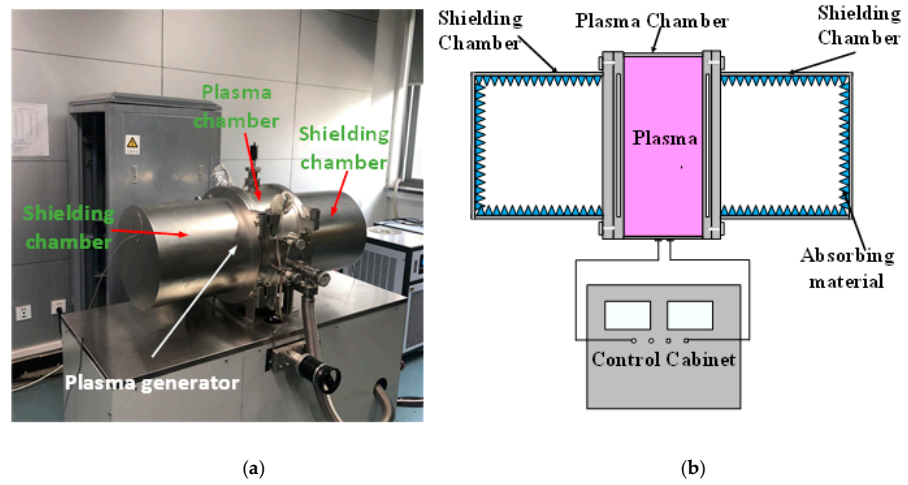 Plasma
chamber
Shielding
chamber
Shielding
chamber
Plasma generator
(a)
Shielding
Chamber
Plasma Chamber
Shielding
Chamber
Plasma
Absorbing
material
Control Cabinet
(b)